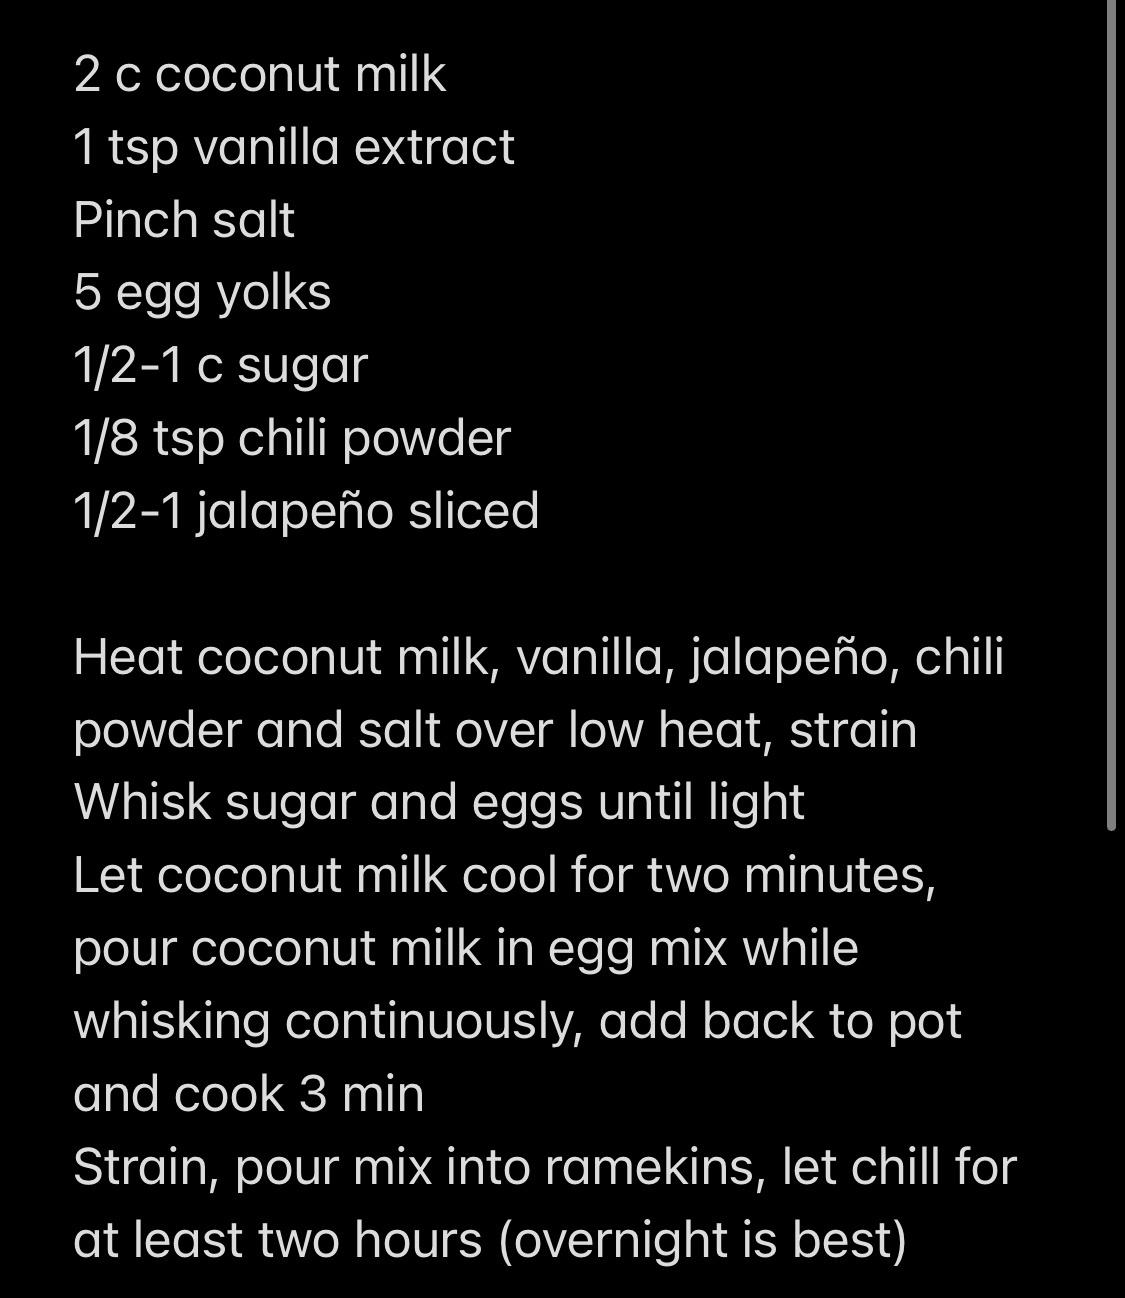 2 c coconut milk
1 tsp vanilla extract
Pinch salt
5 egg yolks
1/2-1 c sugar
1/8 tsp chili powder
1/2-1 jalapeño sliced
Heat coconut milk, vanilla, jalapeño, chili
powder and salt over low heat, strain
Whisk sugar and eggs until light
Let coconut milk cool for two minutes,
pour coconut milk in egg mix while
whisking continuously, add back to pot
and cook 3 min
Strain, pour mix into ramekins, let chill for
at least two hours (overnight is best)